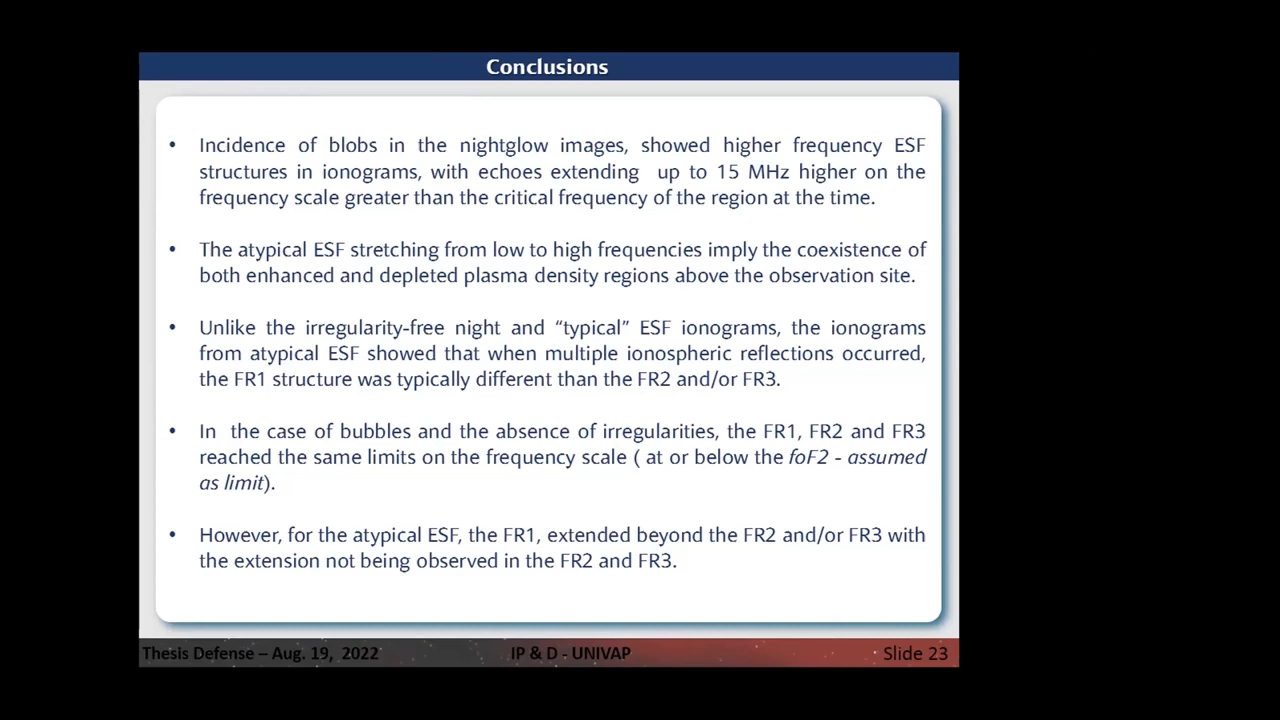 Conclusions
• Incidence of blobs in the nightglow images, showed higher frequency ESF
structures in ionograms, with echoes extending up to 15 MHz higher on the
frequency scale greater than the critical frequency of the region at the time.
• The atypical ESF stretching from low to high frequencies imply the coexistence of
both enhanced and depleted plasma density regions above the observation site.
• Unlike the irregularity-free night and “typical” ESF ionograms, the ionograms
from atypical ESF showed that when multiple ionospheric reflections occurred,
the FR1 structure was typically different than the FR2 and/or FR3.
• In the case of bubbles and the absence of irregularities, the FR1, FR2 and FR3
reached the same limits on the frequency scale ( at or below the foF2 - assumed
as limit).
• However, for the atypical ESF, the FR1, extended beyond the FR2 and/or FR3 with
the extension not being observed in the FR2 and FR3.
Thesis Defense – Aug. 19, 2022 IP & D - UNIVAP Slide 23